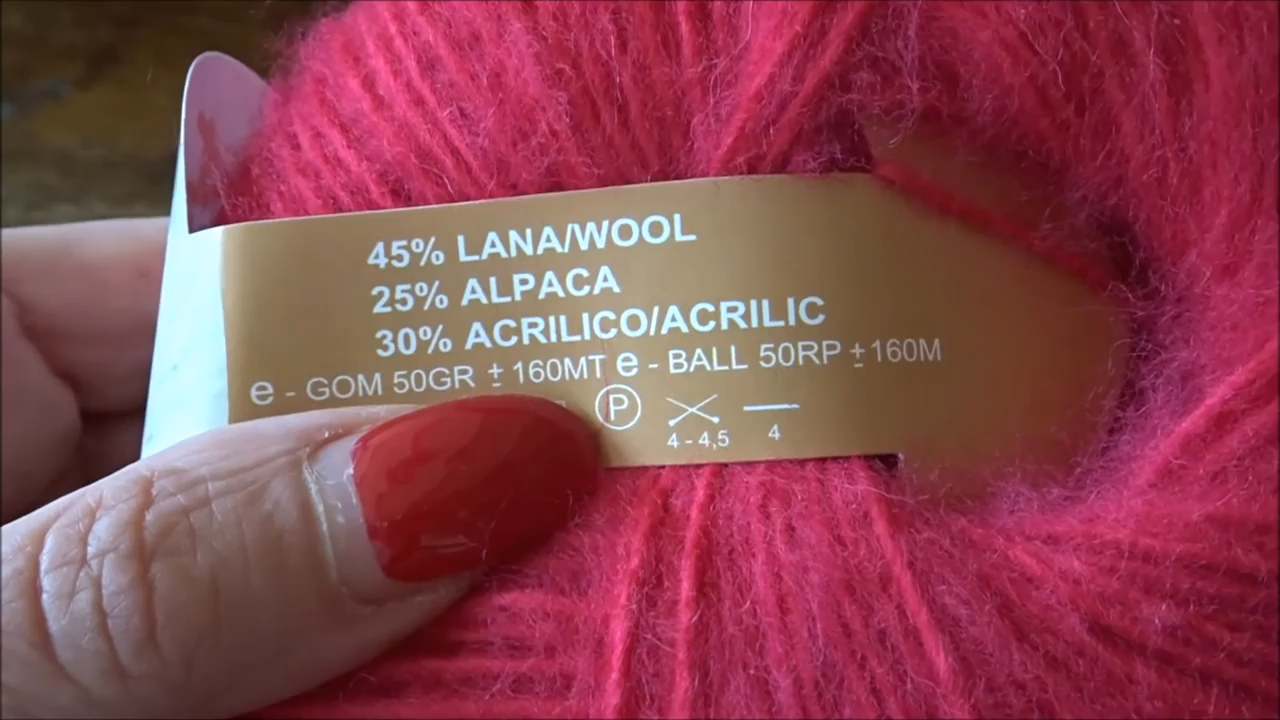 45% LANA/WOOL
25% ALPACA
30% ACRILICO/ACRILIC
e - GOM 50GR ± 160MT e - BALL 50RP ± 160M
P
4 - 4,5 4